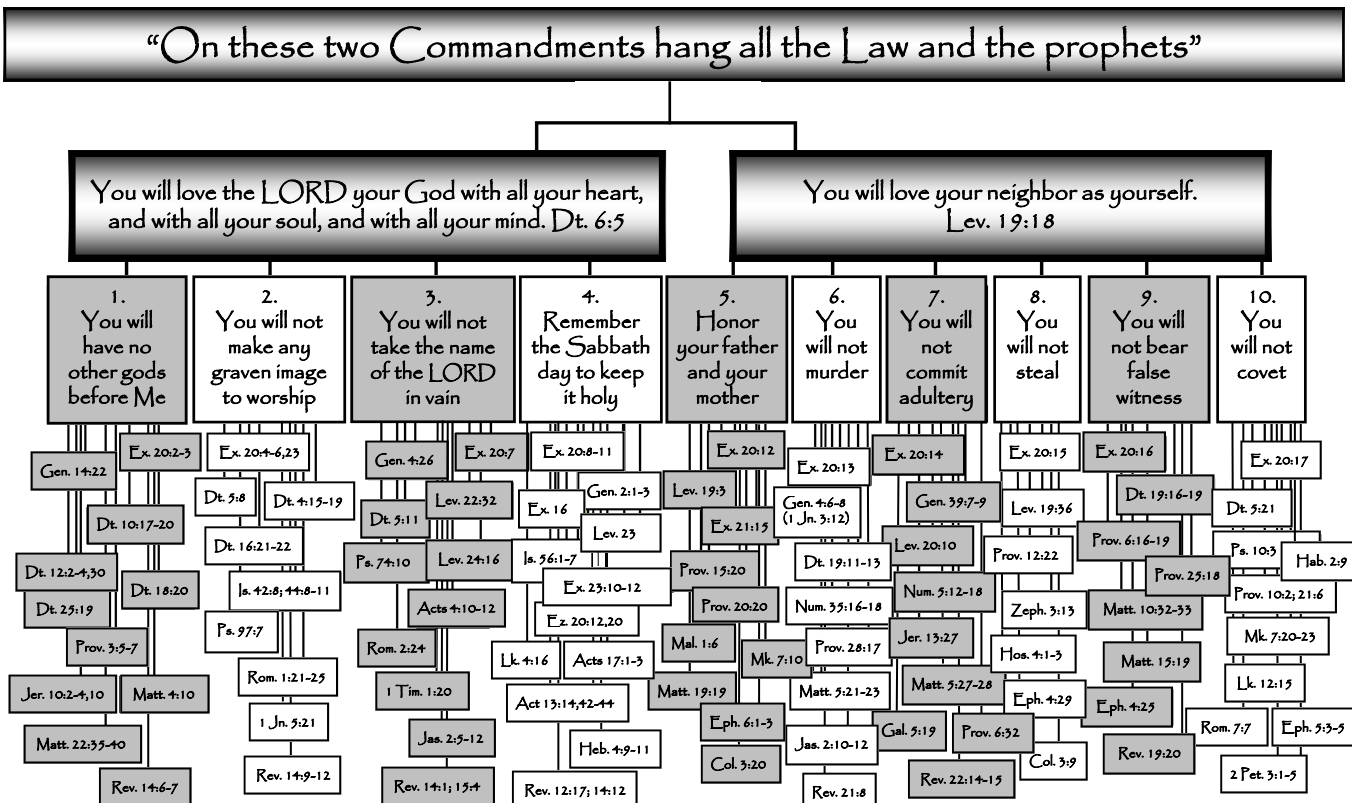 “On these two Commandments hang all the Law and the prophets”
You will love the LORD your God with all your heart,
and with all your soul, and with all your mind. Dt. 6:5
You will love your neighbor as yourself.
Lev. 19:18
1.
You will
have no
other gods
before Me
2.
You will not
make any
graven image
to worship
3.
You will not
take the name
of the LORD
in vain
4.
Remember
the Sabbath
day to keep
it holy
5.
Honor
your father
and your
mother
6.
You
will not
murder
7.
You will
not
commit
adultery
8.
You
will not
steal
9.
You will
not bear
false
witness
10.
You
will not
covet
Ex. 20:2-3
Gen. 14:22
Dt. 10:17-20
Dt. 12:2-4,30
Dt. 18:20
Dt. 25:19
Prov. 3:5-7
Jer. 10:2-4,10
Matt. 4:10
Matt. 22:35-40
Rev. 14:6-7
Ex. 20:4-6,23
Dt. 5:8
Dt. 4:15-19
Dt. 16:21-22
Is. 42:8; 44:8-11
Ps. 97:7
Rom. 1:21-25
1 Jn. 5:21
Rev. 14:9-12
Ex. 20:7
Gen. 4:26
Lev. 22:32
Dt. 5:11
Ps. 74:10
Lev. 24:16
Acts 4:10-12
Rom. 2:24
1 Tim. 1:20
Jas. 2:5-12
Rev. 14:1; 15:4
Ex. 20:8-11
Gen. 2:1-3
Ex. 16
Lev. 23
Is. 56:1-7
Ex. 23:10-12
Ez. 20:12,20
Lk. 4:16
Acts 17:1-3
Act 13:14,42-44
Heb. 4:9-11
Rev. 12:17; 14:12
Ex. 20:12
Lev. 19:3
Ex. 21:15
Prov. 15:20
Prov. 20:20
Mal. 1:6
Mk. 7:10
Matt. 19:19
Eph. 6:1-3
Col. 3:20
Ex. 20:13
Gen. 4:6-8
(1 Jn. 3:12)
Dt. 19:11-13
Num. 35:16-18
Prov. 28:17
Matt. 5:21-23
Jas. 2:10-12
Rev. 21:8
Ex. 20:14
Gen. 39:7-9
Lev. 20:10
Num. 5:12-18
Jer. 13:27
Matt. 5:27-28
Gal. 5:19
Prov. 6:32
Rev. 22:14-15
Ex. 20:15
Lev. 19:36
Prov. 12:22
Zeph. 3:13
Hos. 4:1-3
Eph. 4:29
Col. 3:9
Ex. 20:16
Dt. 19:16-19
Prov. 6:16-19
Prov. 25:18
Matt. 10:32-33
Matt. 15:19
Eph. 4:25
Rev. 19:20
Ex. 20:17
Dt. 5:21
Ps. 10:3
Hab. 2:9
Prov. 10:2; 21:6
Mk. 7:20-23
Lk. 12:15
Rom. 7:7
Eph. 5:3-5
2 Pet. 3:1-5